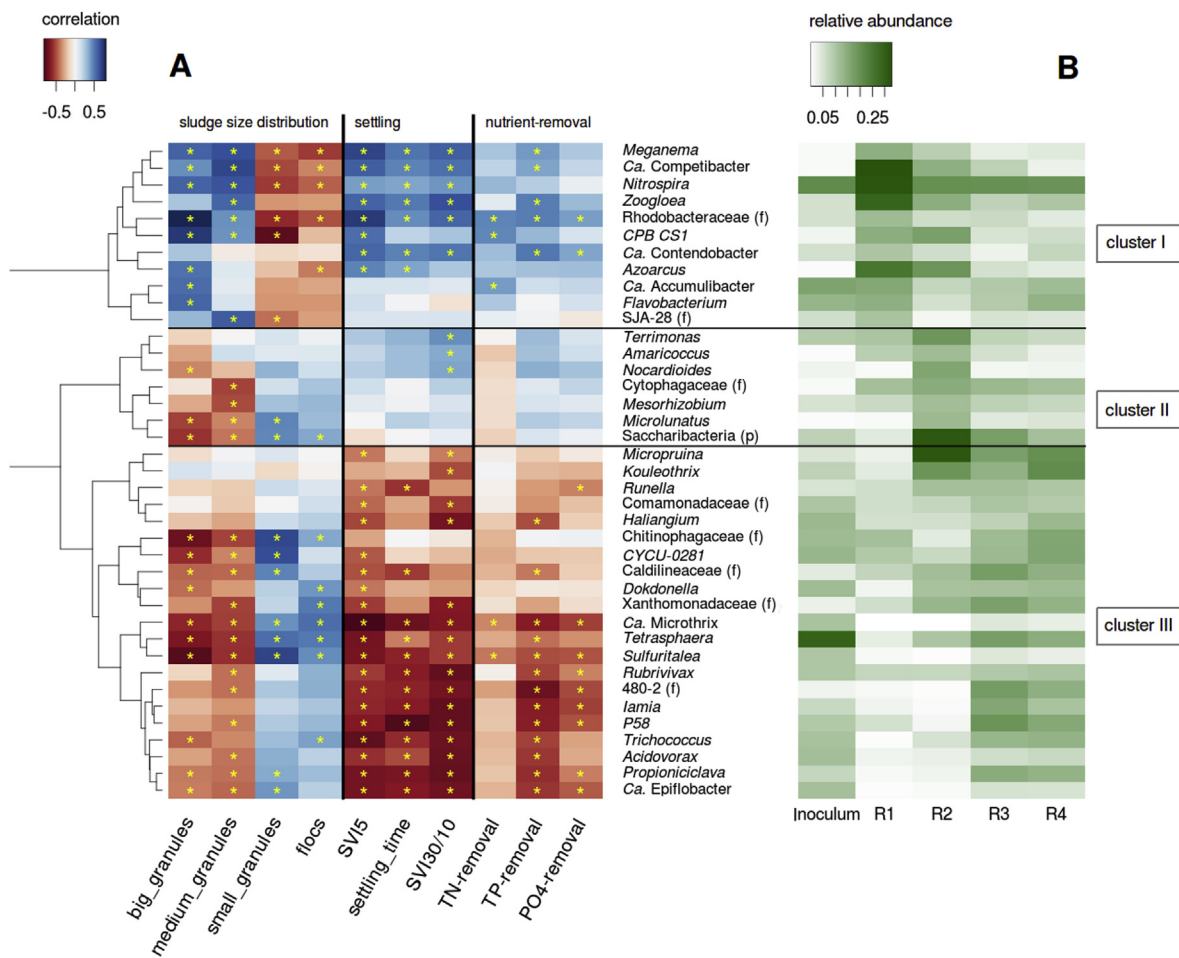 correlation
-0.5 0.5
A
relative abundance
0.05 0.25
B
sludge size distribution settling nutrient-removal
Meganema
Ca. Competibacter
Nitrospira
Zoogloea
Rhodobacteraceae (f)
CPB CS1
Ca. Contendobacter
Azoarcus
Ca. Accumulibacter
Flavobacterium
SJA-28 (f)
Terrimonas
Amaricoccus
Nocardioides
Cytophagaceae (f)
Mesorhizobium
Microlunatus
Saccharibacteria (p)
Micropruina
Kouleothrix
Runella
Comamonadaceae (f)
Haliangium
Chitinophagaceae (f)
CYCU-0281
Caldilineaceae (f)
Dokdonella
Xanthomonadaceae (f)
Ca. Microthrix
Tetrasphaera
Sulfuritalea
Rubrivivax
480-2 (f)
Iamia
P58
Trichococcus
Acidovorax
Propioniciclava
Ca. Epiflobacter
cluster I
cluster II
cluster III
big_granules
medium_granules
small_granules
flocs
SVI5
settling_time
SVI30/10
TN-removal
TP-removal
PO4-removal
Inoculum R1 R2 R3 R4